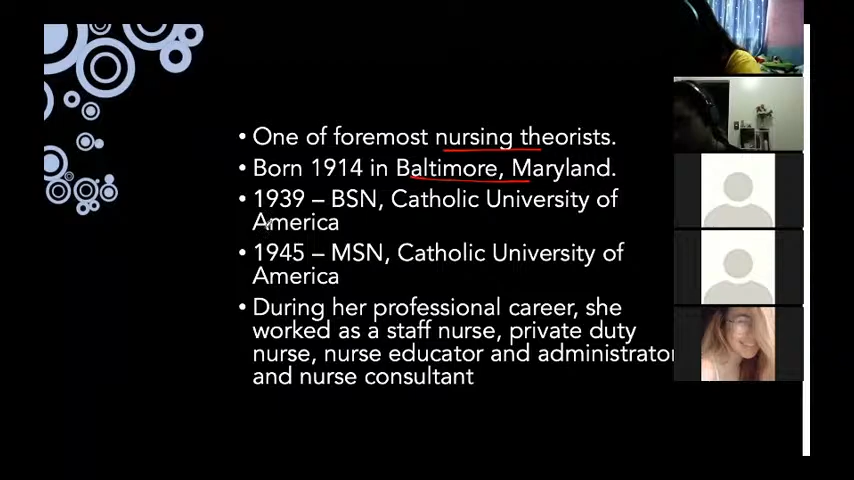 • One of foremost nursing theorists.
• Born 1914 in Baltimore, Maryland.
• 1939 – BSN, Catholic University of
America
• 1945 – MSN, Catholic University of
America
• During her professional career, she
worked as a staff nurse, private duty
nurse, nurse educator and administrator
and nurse consultant